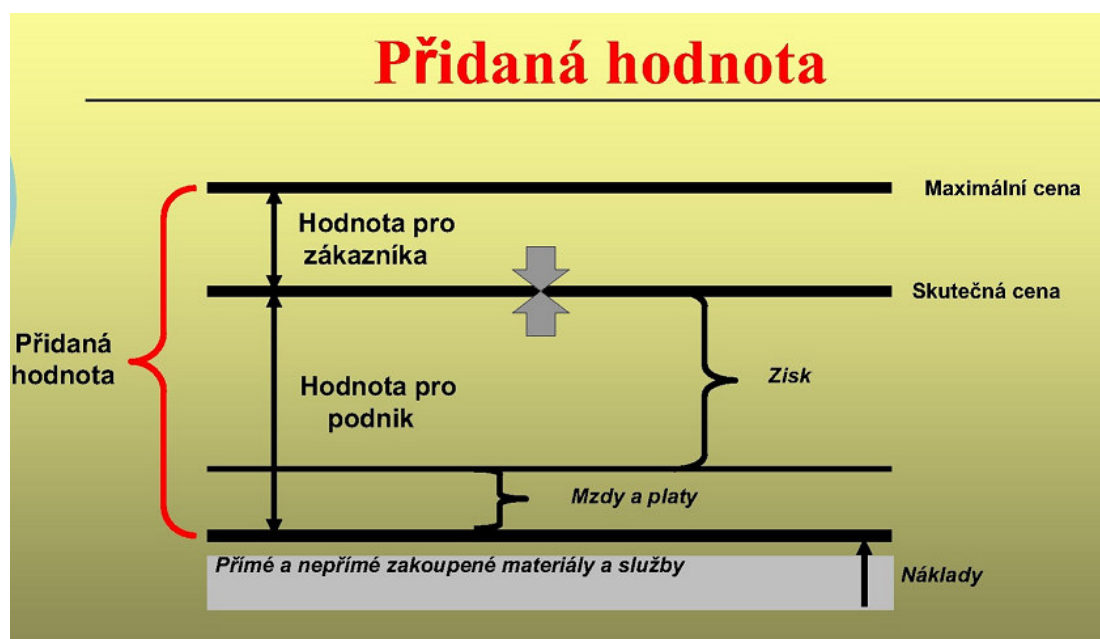 Přidaná hodnota
Maximální cena
Hodnota pro
zákazníka
Skutečná cena
Přidaná
hodnota
Hodnota pro
podnik
Zisk
Mzdy a platy
Přímé a nepřímé zakoupené materiály a služby
Náklady